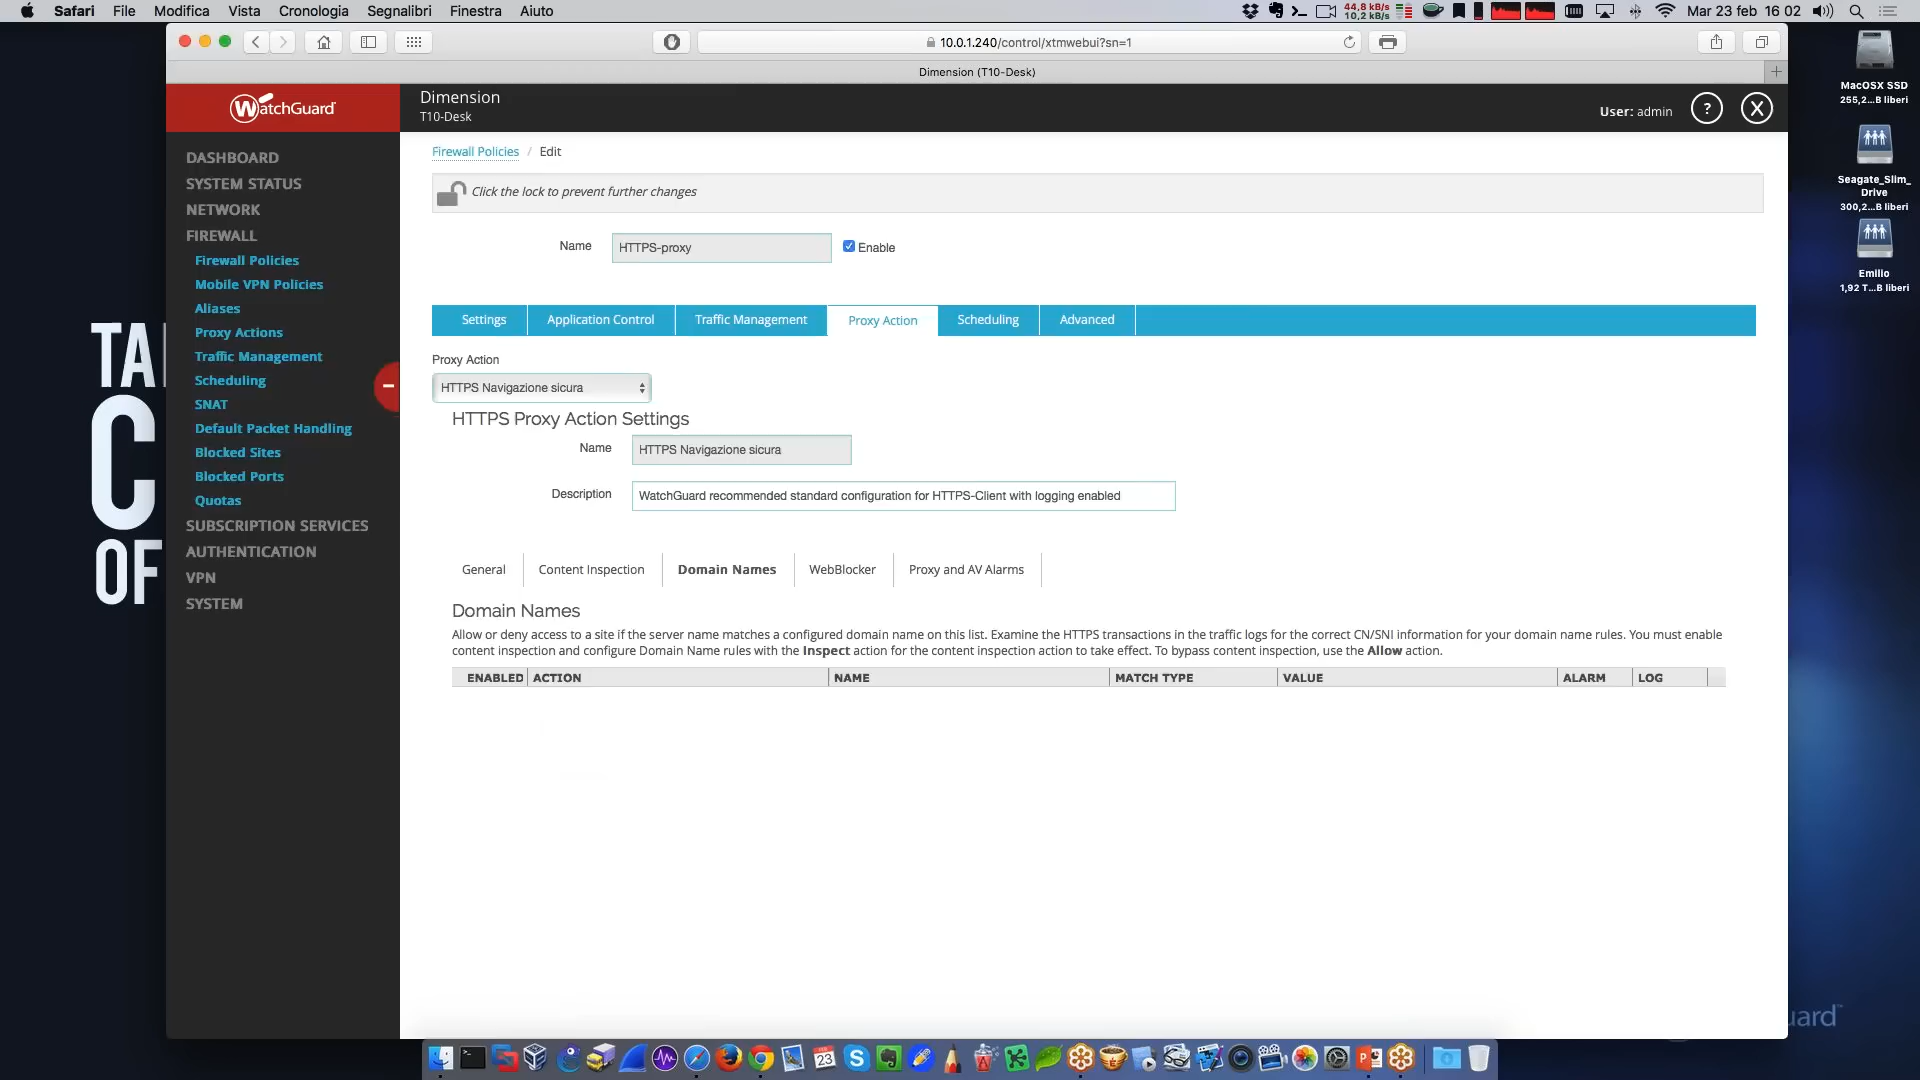 Safari File Modifica Vista Cronologia Segnalibri Finestra Aiuto 44,8 kB/s 10,2 kB/s Mar 23 feb 16 02
10.0.1.240/control/xtmwebui?sn=1
Dimension (T10-Desk)
WatchGuard
Dimension
T10-Desk
User: admin
?
X
DASHBOARD
SYSTEM STATUS
NETWORK
FIREWALL
Firewall Policies
Mobile VPN Policies
Aliases
Proxy Actions
Traffic Management
Scheduling
SNAT
Default Packet Handling
Blocked Sites
Blocked Ports
Quotas
SUBSCRIPTION SERVICES
AUTHENTICATION
VPN
SYSTEM
Firewall Policies / Edit
Click the lock to prevent further changes
Name HTTPS-proxy Enable
Settings Application Control Traffic Management Proxy Action Scheduling Advanced
Proxy Action
HTTPS Navigazione sicura
HTTPS Proxy Action Settings
Name HTTPS Navigazione sicura
Description WatchGuard recommended standard configuration for HTTPS-Client with logging enabled
General Content Inspection Domain Names WebBlocker Proxy and AV Alarms
Domain Names
Allow or deny access to a site if the server name matches a configured domain name on this list. Examine the HTTPS transactions in the traffic logs for the correct CN/SNI information for your domain name rules. You must enable
content inspection and configure Domain Name rules with the Inspect action for the content inspection action to take effect. To bypass content inspection, use the Allow action.
ENABLED ACTION NAME MATCH TYPE VALUE ALARM LOG
MacOSX SSD
255,2...B liberi
Seagate_Slim_
Drive
300,2...B liberi
Emilio
1,92 T...B liberi
TA
C
OF
uard
23